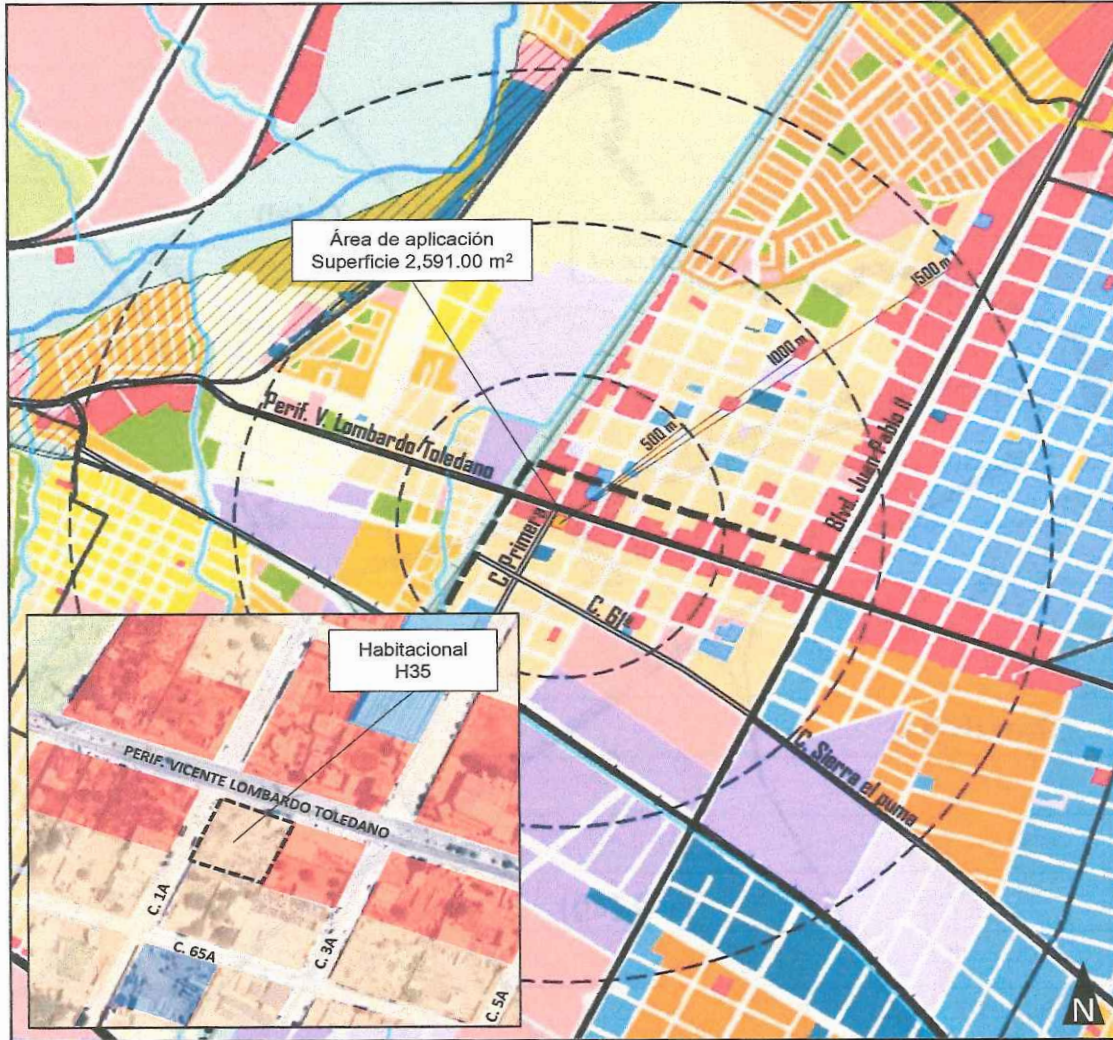 Área de aplicación
Superficie 2,591.00 m²
1500 m
1000 m
500 m
Perif. V. Lombardo Toledano
Blvd. Juan Pablo II
C. Primera
C. 61ª
C. Sierra el puma
Habitacional
H35
PERIF. VICENTE LOMBARDO TOLEDANO
C. 1A
C. 3A
C. 65A
C. 5A
N